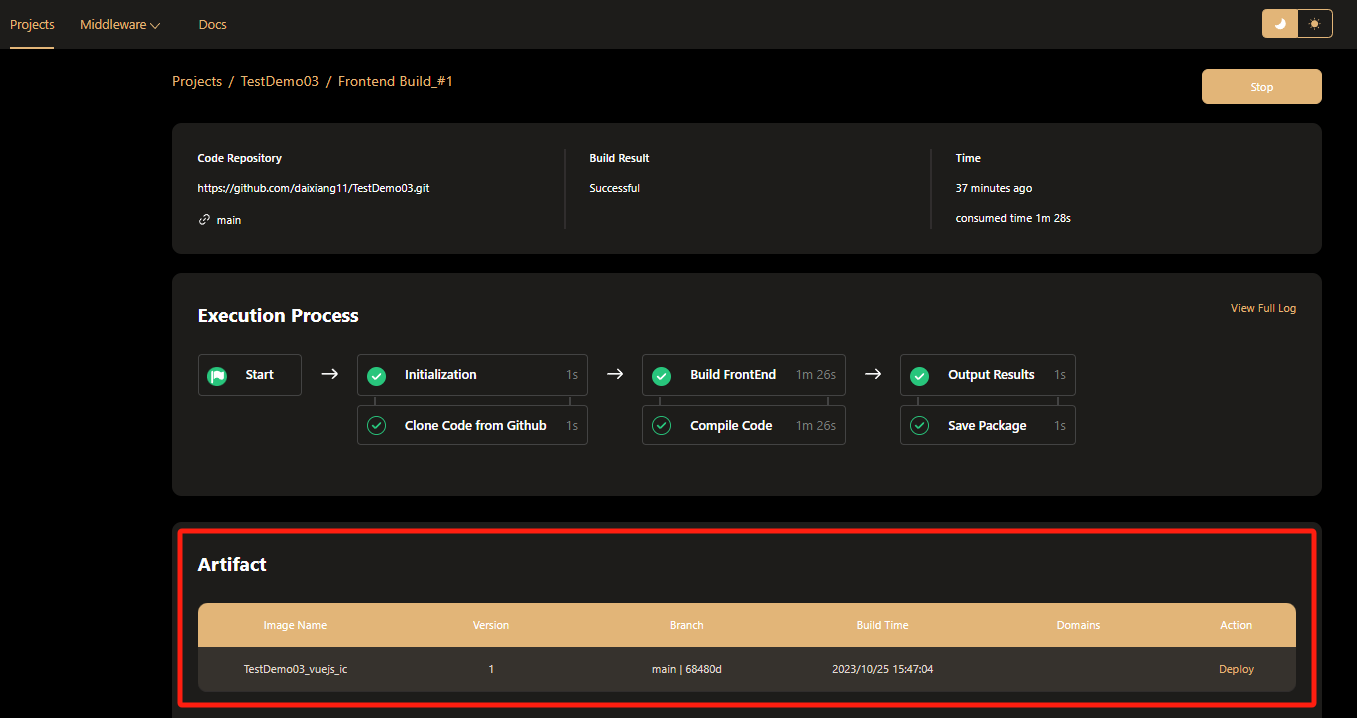 Projects Middleware Docs
Projects / TestDemo03 / Frontend Build_#1
Stop
Code Repository
https://github.com/daixiang11/TestDemo03.git
main
Build Result
Successful
Time
37 minutes ago
consumed time 1m 28s
Execution Process
View Full Log
Start
Initialization 1s
Clone Code from Github 1s
Build FrontEnd 1m 26s
Compile Code 1m 26s
Output Results 1s
Save Package 1s
Artifact
Image Name Version Branch Build Time Domains Action
TestDemo03_vuejs_ic 1 main | 68480d 2023/10/25 15:47:04 Deploy